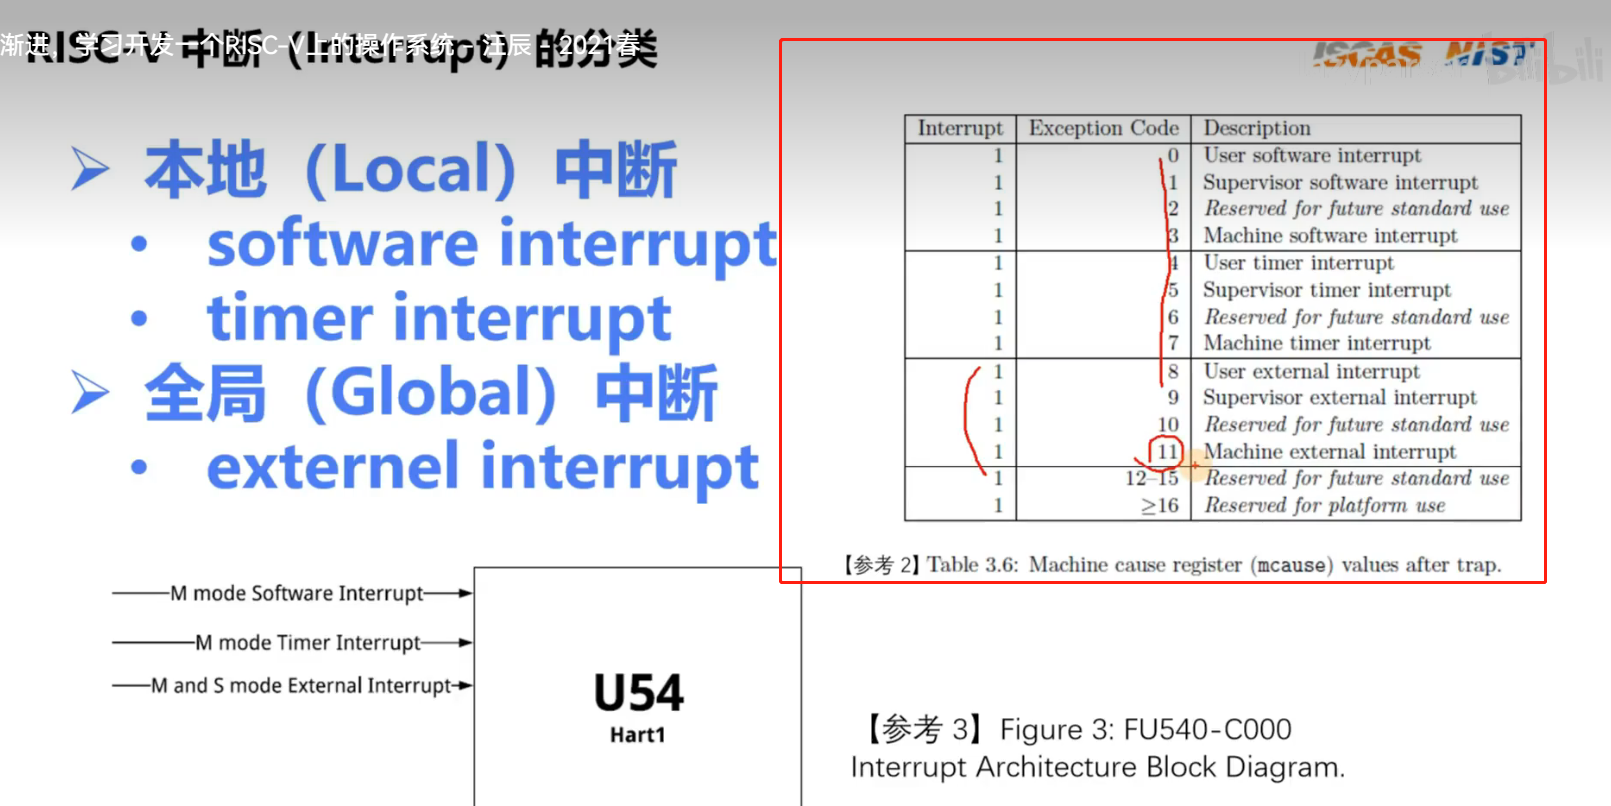 渐进，学习开发一个RISC-V上的操作系统 - 汪辰 - 2021春
RISC-V 中断（Interrupt）的分类
ISCAS
bilibili
本地（Local）中断
• software interrupt
• timer interrupt
全局（Global）中断
• externel interrupt
Interrupt Exception Code Description
1 0 User software interrupt
1 1 Supervisor software interrupt
1 2 Reserved for future standard use
1 3 Machine software interrupt
1 4 User timer interrupt
1 5 Supervisor timer interrupt
1 6 Reserved for future standard use
1 7 Machine timer interrupt
1 8 User external interrupt
1 9 Supervisor external interrupt
1 10 Reserved for future standard use
1 11 Machine external interrupt
1 12–15 Reserved for future standard use
1 ≥16 Reserved for platform use
【参考 2】Table 3.6: Machine cause register (mcause) values after trap.
M mode Software Interrupt
M mode Timer Interrupt
M and S mode External Interrupt
U54
Hart1
【参考 3】Figure 3: FU540-C000
Interrupt Architecture Block Diagram.